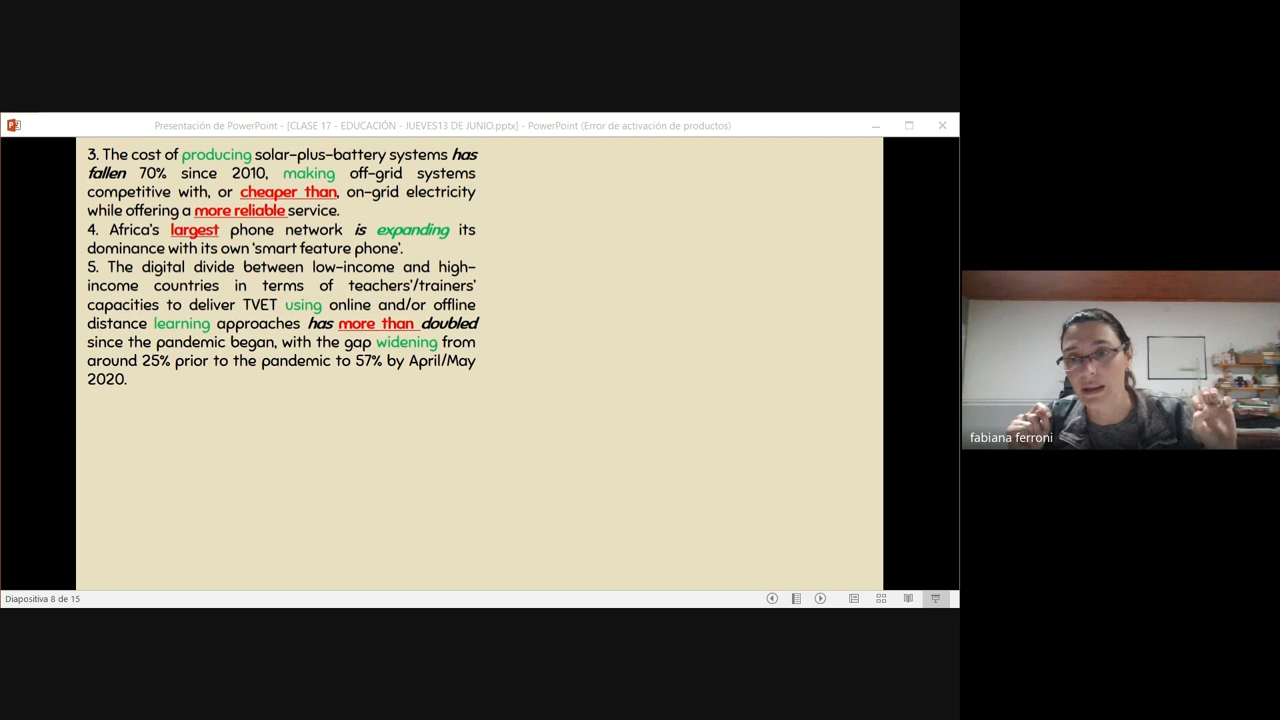 Presentación de PowerPoint - [CLASE 17 - EDUCACIÓN - JUEVES13 DE JUNIO.pptx] - PowerPoint (Error de activación de productos)
3. The cost of producing solar-plus-battery systems has
fallen 70% since 2010, making off-grid systems
competitive with, or cheaper than, on-grid electricity
while offering a more reliable service.
4. Africa's largest phone network is expanding its
dominance with its own 'smart feature phone'.
5. The digital divide between low-income and high-
income countries in terms of teachers'/trainers'
capacities to deliver TVET using online and/or offline
distance learning approaches has more than doubled
since the pandemic began, with the gap widening from
around 25% prior to the pandemic to 57% by April/May
2020.
fabiana ferroni
Diapositiva 8 de 15